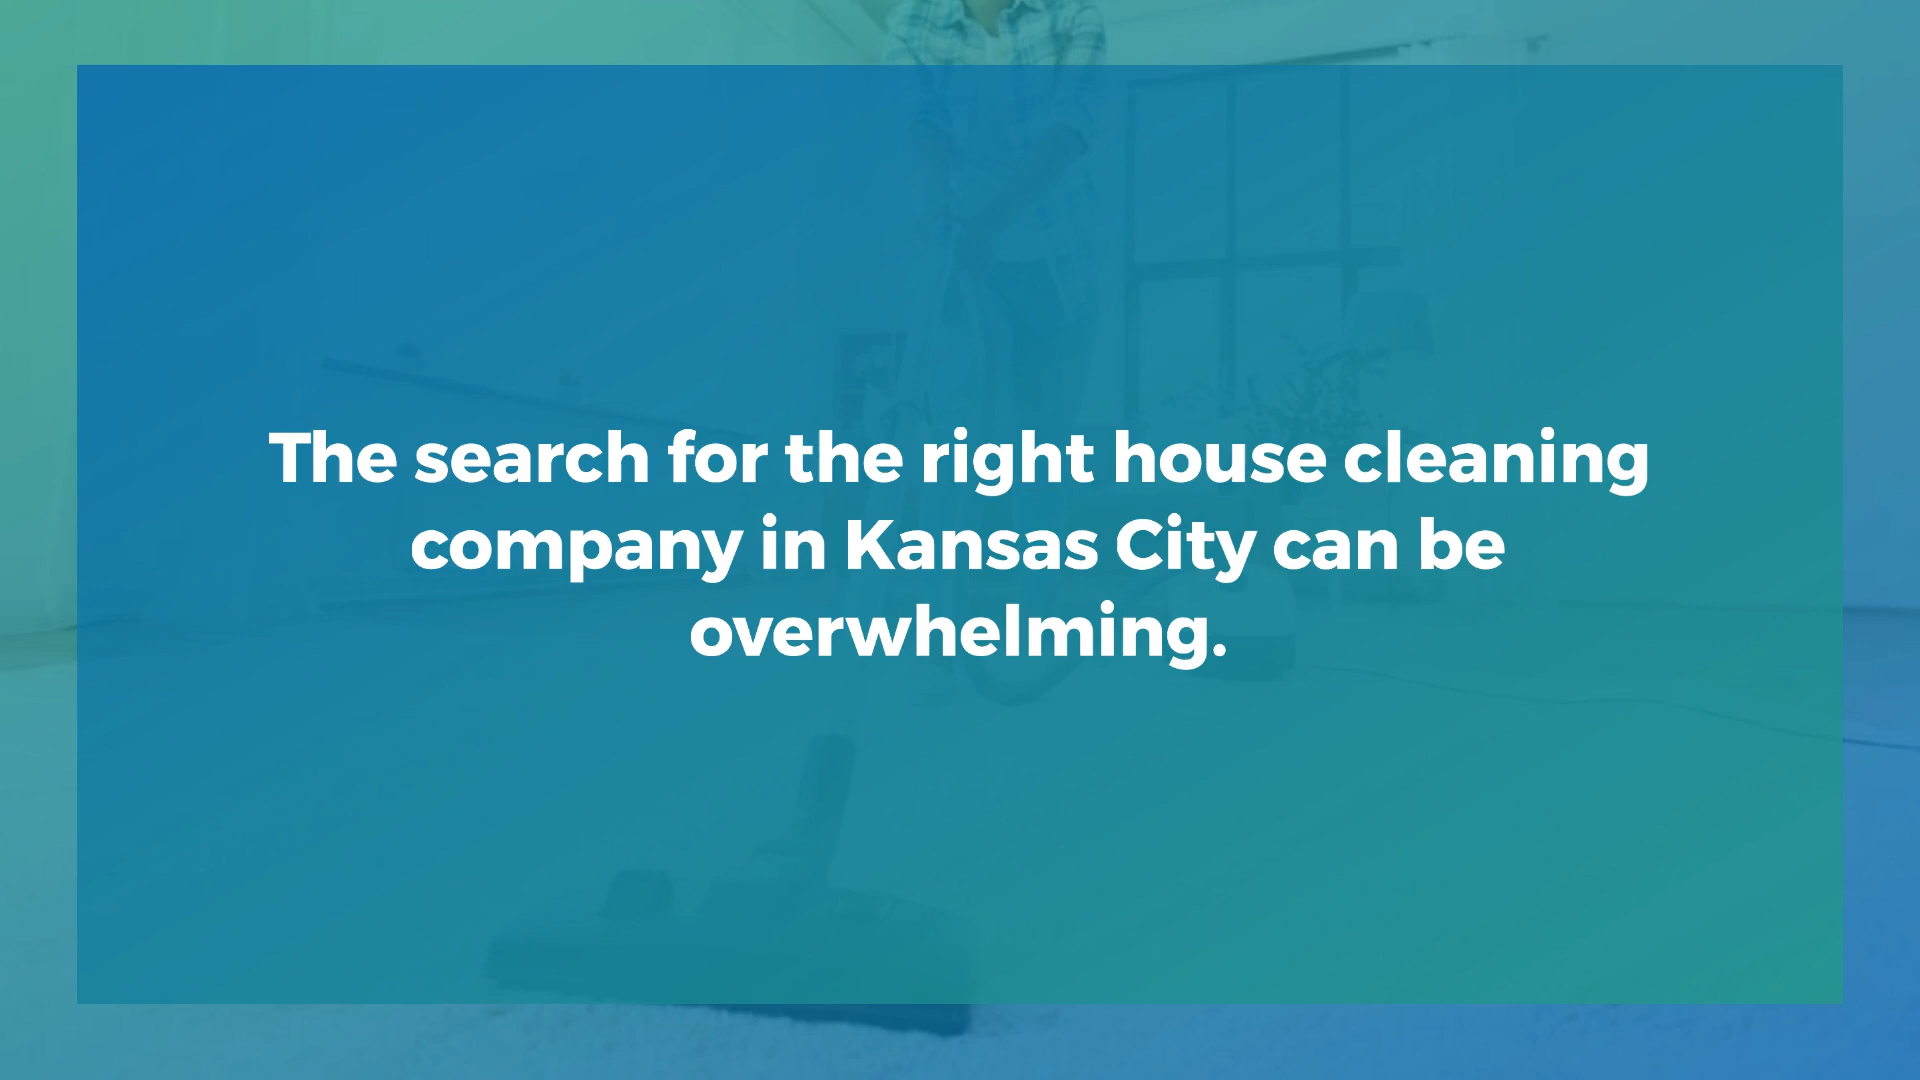 The search for the right house cleaning
company in Kansas City can be
overwhelming.